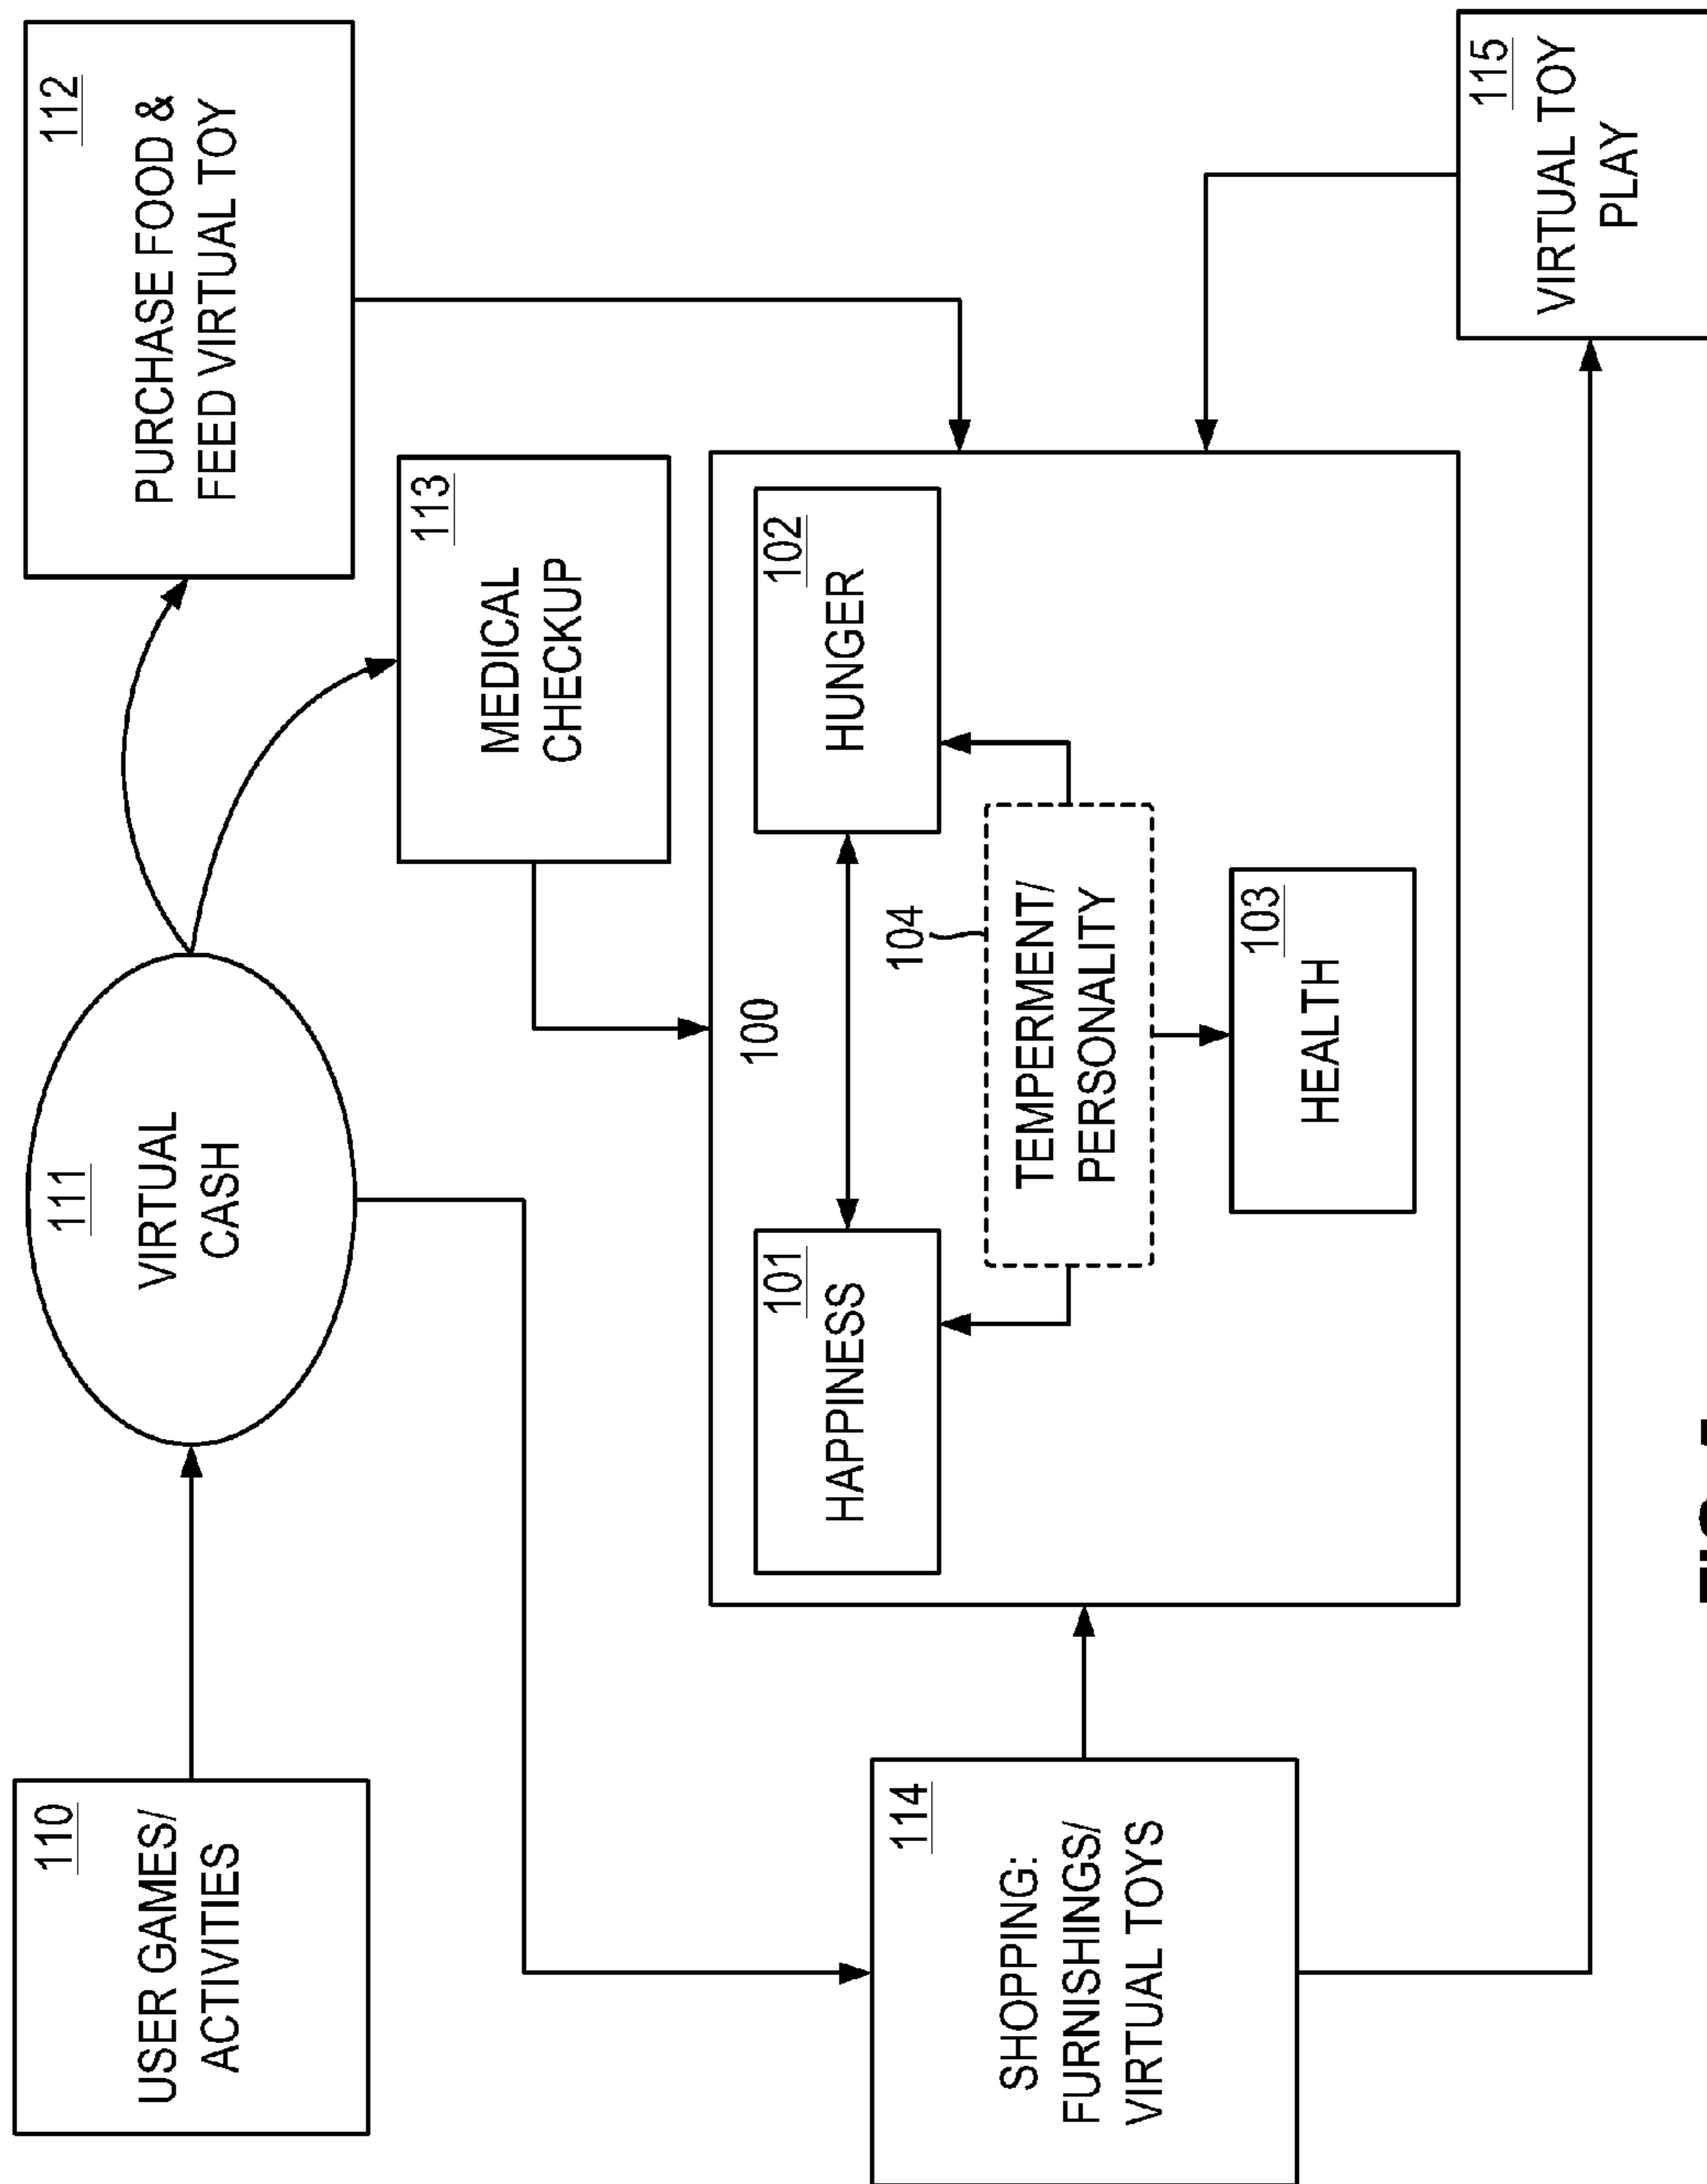 110
USER GAMES/
ACTIVITIES
111
VIRTUAL
CASH
112
PURCHASE FOOD &
FEED VIRTUAL TOY
113
MEDICAL
CHECKUP
100
101
HAPPINESS
102
HUNGER
104
TEMPERMENT/
PERSONALITY
103
HEALTH
114
SHOPPING:
FURNISHINGS/
VIRTUAL TOYS
115
VIRTUAL TOY
PLAY